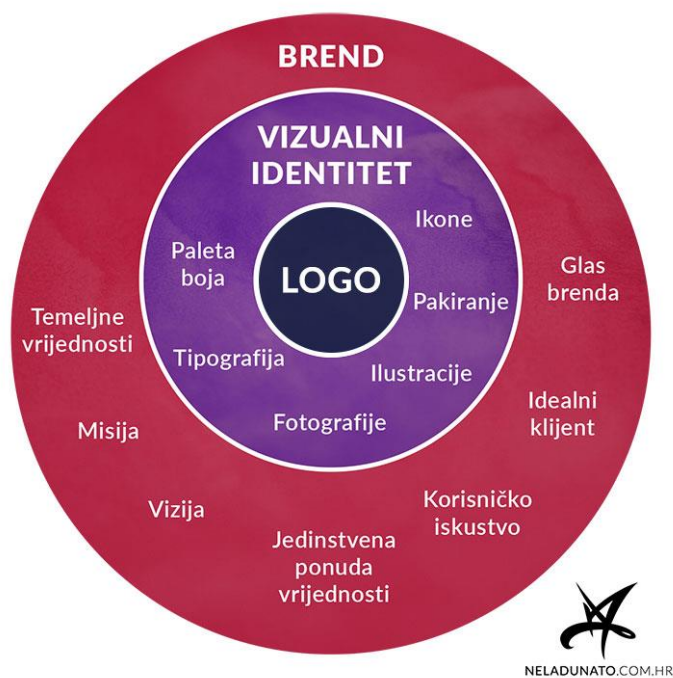 BREND
VIZUALNI
IDENTITET
Ikone
Paleta
boja
LOGO
Pakiranje
Tipografija
Ilustracije
Fotografije
Glas
brenda
Temeljne
vrijednosti
Idealni
klijent
Misija
Korisničko
iskustvo
Vizija
Jedinstvena
ponuda
vrijednosti
NELADUNATO.COM.HR